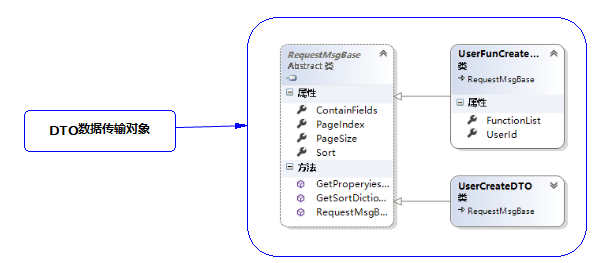 DTO数据传输对象
RequestMsgBase
Abstract 类
属性
ContainFields
PageIndex
PageSize
Sort
方法
GetProperyies...
GetSortDictio...
RequestMsgB...
UserFunCreate...
类
RequestMsgBase
属性
FunctionList
UserId
UserCreateDTO
类
RequestMsgBase